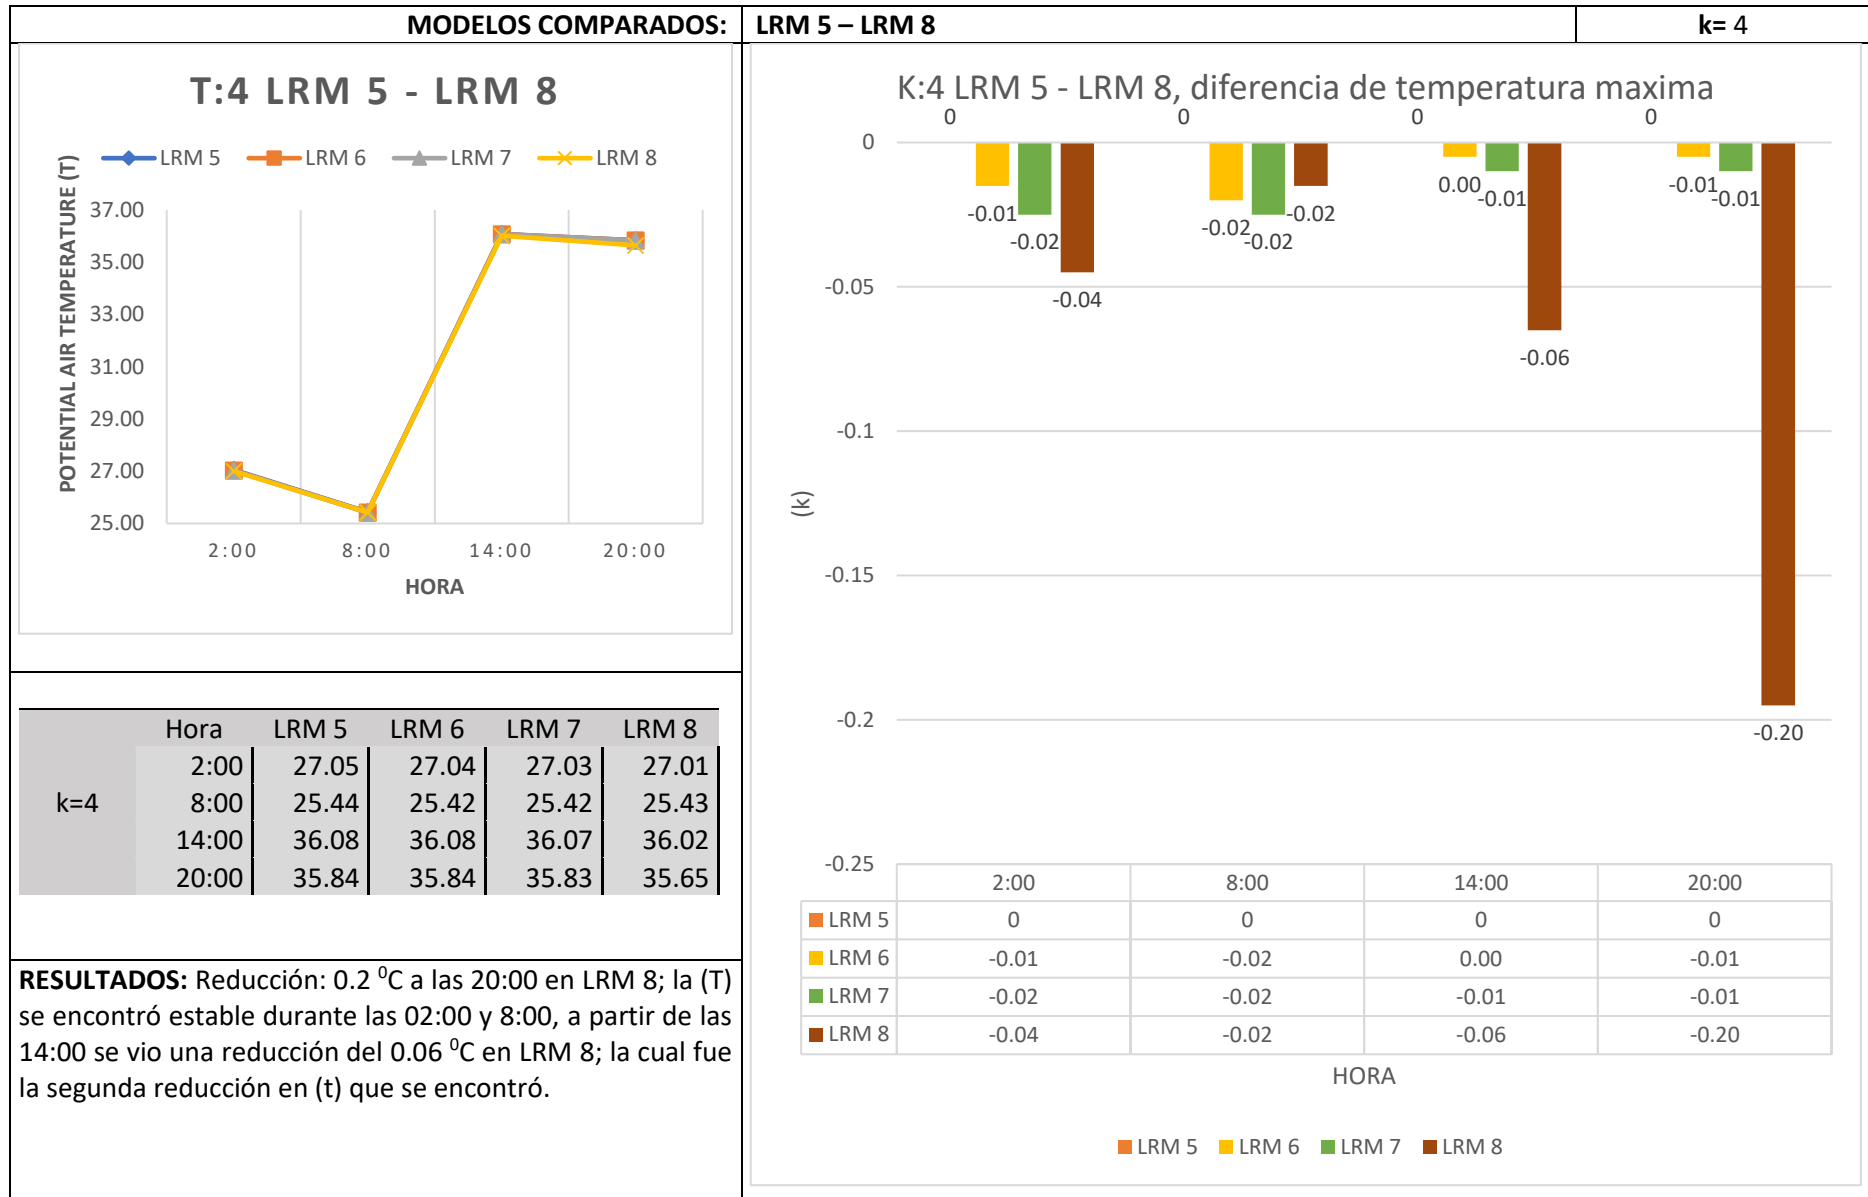 MODELOS COMPARADOS: LRM 5 – LRM 8 k= 4
T:4 LRM 5 - LRM 8
LRM 5 LRM 6 LRM 7 LRM 8
POTENTIAL AIR TEMPERATURE (T)
37.00
35.00
33.00
31.00
29.00
27.00
25.00
2:00 8:00 14:00 20:00
HORA
Hora LRM 5 LRM 6 LRM 7 LRM 8
2:00 27.05 27.04 27.03 27.01
k=4 8:00 25.44 25.42 25.42 25.43
14:00 36.08 36.08 36.07 36.02
20:00 35.84 35.84 35.83 35.65
RESULTADOS: Reducción: 0.2 ⁰C a las 20:00 en LRM 8; la (T)
se encontró estable durante las 02:00 y 8:00, a partir de las
14:00 se vio una reducción del 0.06 ⁰C en LRM 8; la cual fue
la segunda reducción en (t) que se encontró.
K:4 LRM 5 - LRM 8, diferencia de temperatura maxima
0 0 0 0
0
-0.05
-0.1
-0.15
-0.2
-0.25
(k)
-0.01 -0.02 -0.04
-0.02 -0.02 -0.02
0.00 -0.01 -0.06
-0.01 -0.01 -0.20
2:00 8:00 14:00 20:00
LRM 5 0 0 0 0
LRM 6 -0.01 -0.02 0.00 -0.01
LRM 7 -0.02 -0.02 -0.01 -0.01
LRM 8 -0.04 -0.02 -0.06 -0.20
HORA
LRM 5 LRM 6 LRM 7 LRM 8